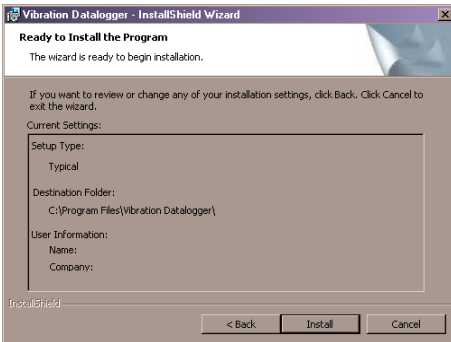 Vibration Datalogger - InstallShield Wizard
Ready to Install the Program
The wizard is ready to begin installation.
If you want to review or change any of your installation settings, click Back. Click Cancel to
exit the wizard.
Current Settings:
Setup Type:
Typical
Destination Folder:
C:\Program Files\Vibration Datalogger\
User Information:
Name:
Company:
InstallShield
< Back
Install
Cancel